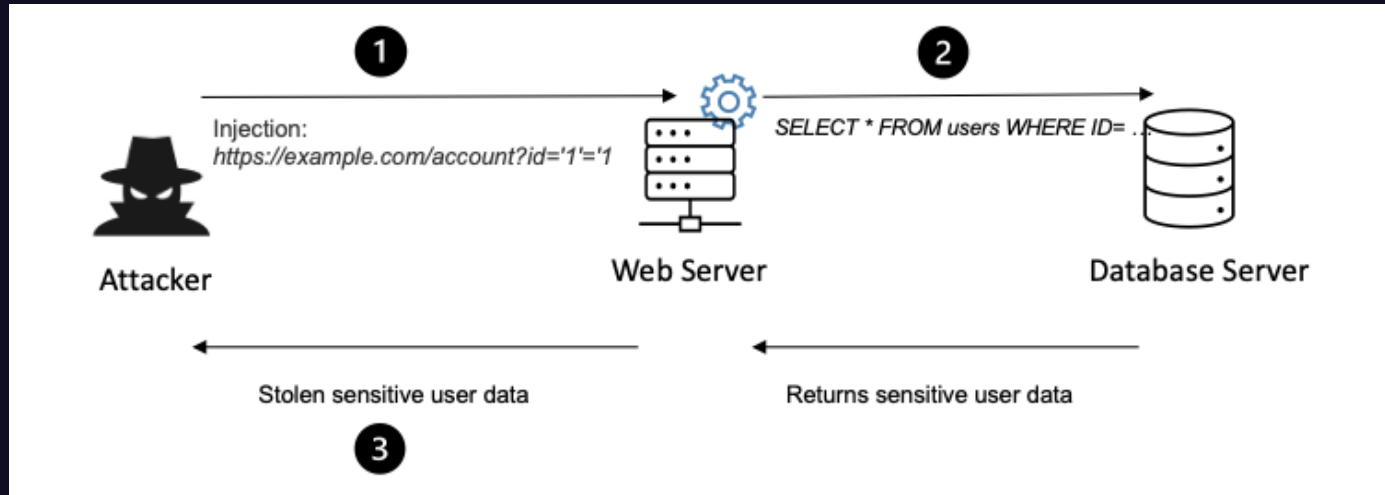 1
2
Injection:
https://example.com/account?id='1'='1
SELECT * FROM users WHERE ID= …
Attacker
Web Server
Database Server
Stolen sensitive user data
Returns sensitive user data
3